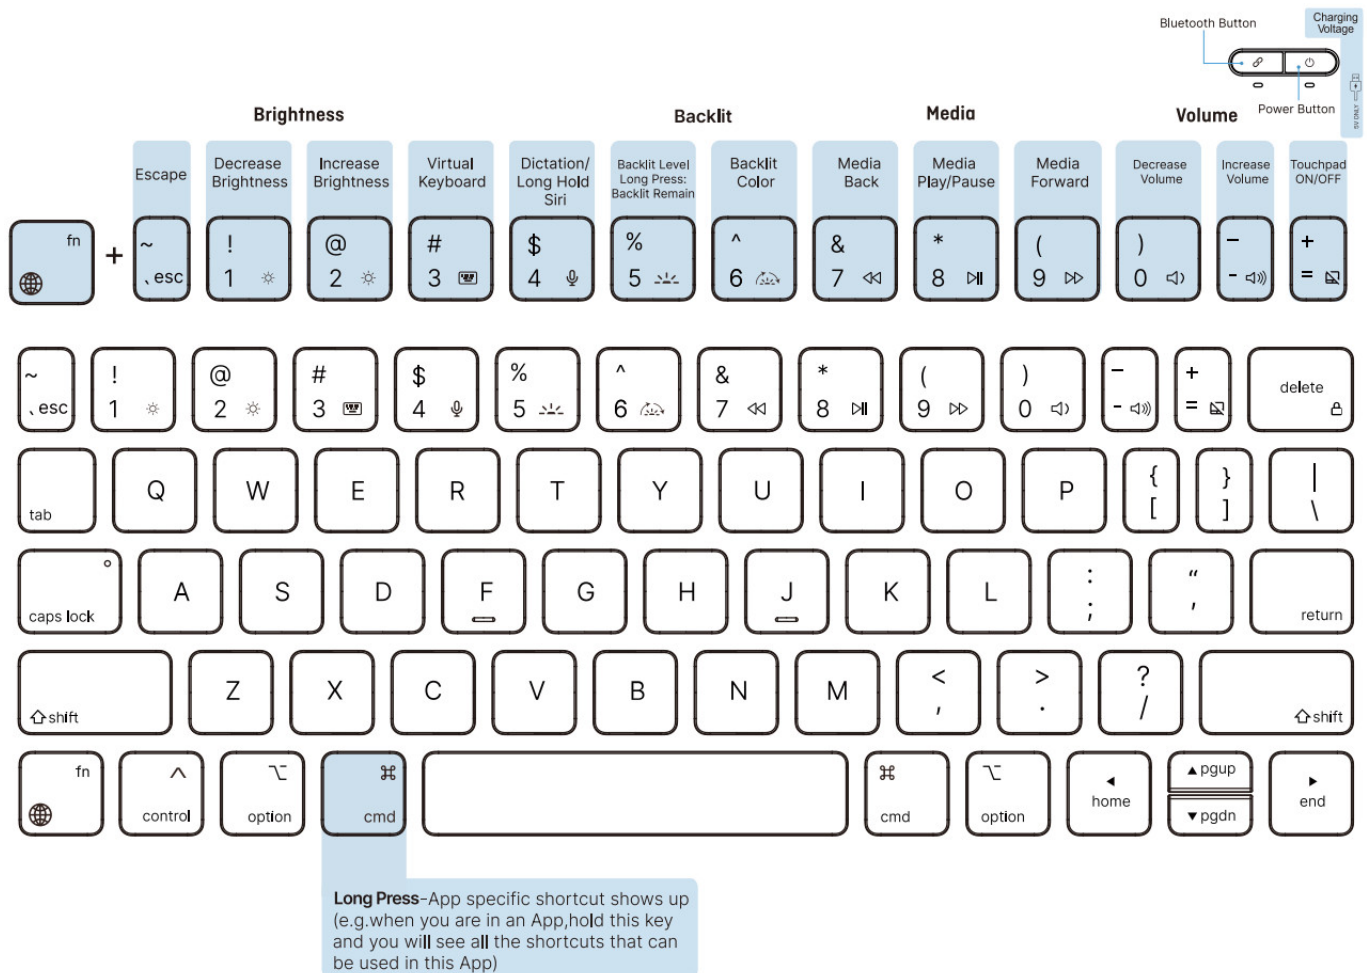 Bluetooth Button
Charging
Voltage
5V ONLY
Power Button
Brightness
Backlit
Media
Volume
Escape
Decrease
Brightness
Increase
Brightness
Virtual
Keyboard
Dictation/
Long Hold
Siri
Backlit Level
Long Press:
Backlit Remain
Backlit
Color
Media
Back
Media
Play/Pause
Media
Forward
Decrease
Volume
Increase
Volume
Touchpad
ON/OFF
fn
+
~
、esc
!
1
@
2
#
3
$
4
%
5
^
6
&
7
*
8
(
9
)
0
–
-
+
=
~
、esc
!
1
@
2
#
3
$
4
%
5
^
6
&
7
*
8
(
9
)
0
–
-
+
=
delete
tab
Q W E R T Y U I O P
{
[
}
]
|
\
caps lock
A S D F G H J K L
:
;
“
'
return
⇧shift
Z X C V B N M
<
,
>
.
?
/
⇧shift
fn
^
control
⌥
option
⌘
cmd
⌘
cmd
⌥
option
◀
home
▲pgup
▼pgdn
▶
end
Long Press-App specific shortcut shows up
(e.g.when you are in an App,hold this key
and you will see all the shortcuts that can
be used in this App)